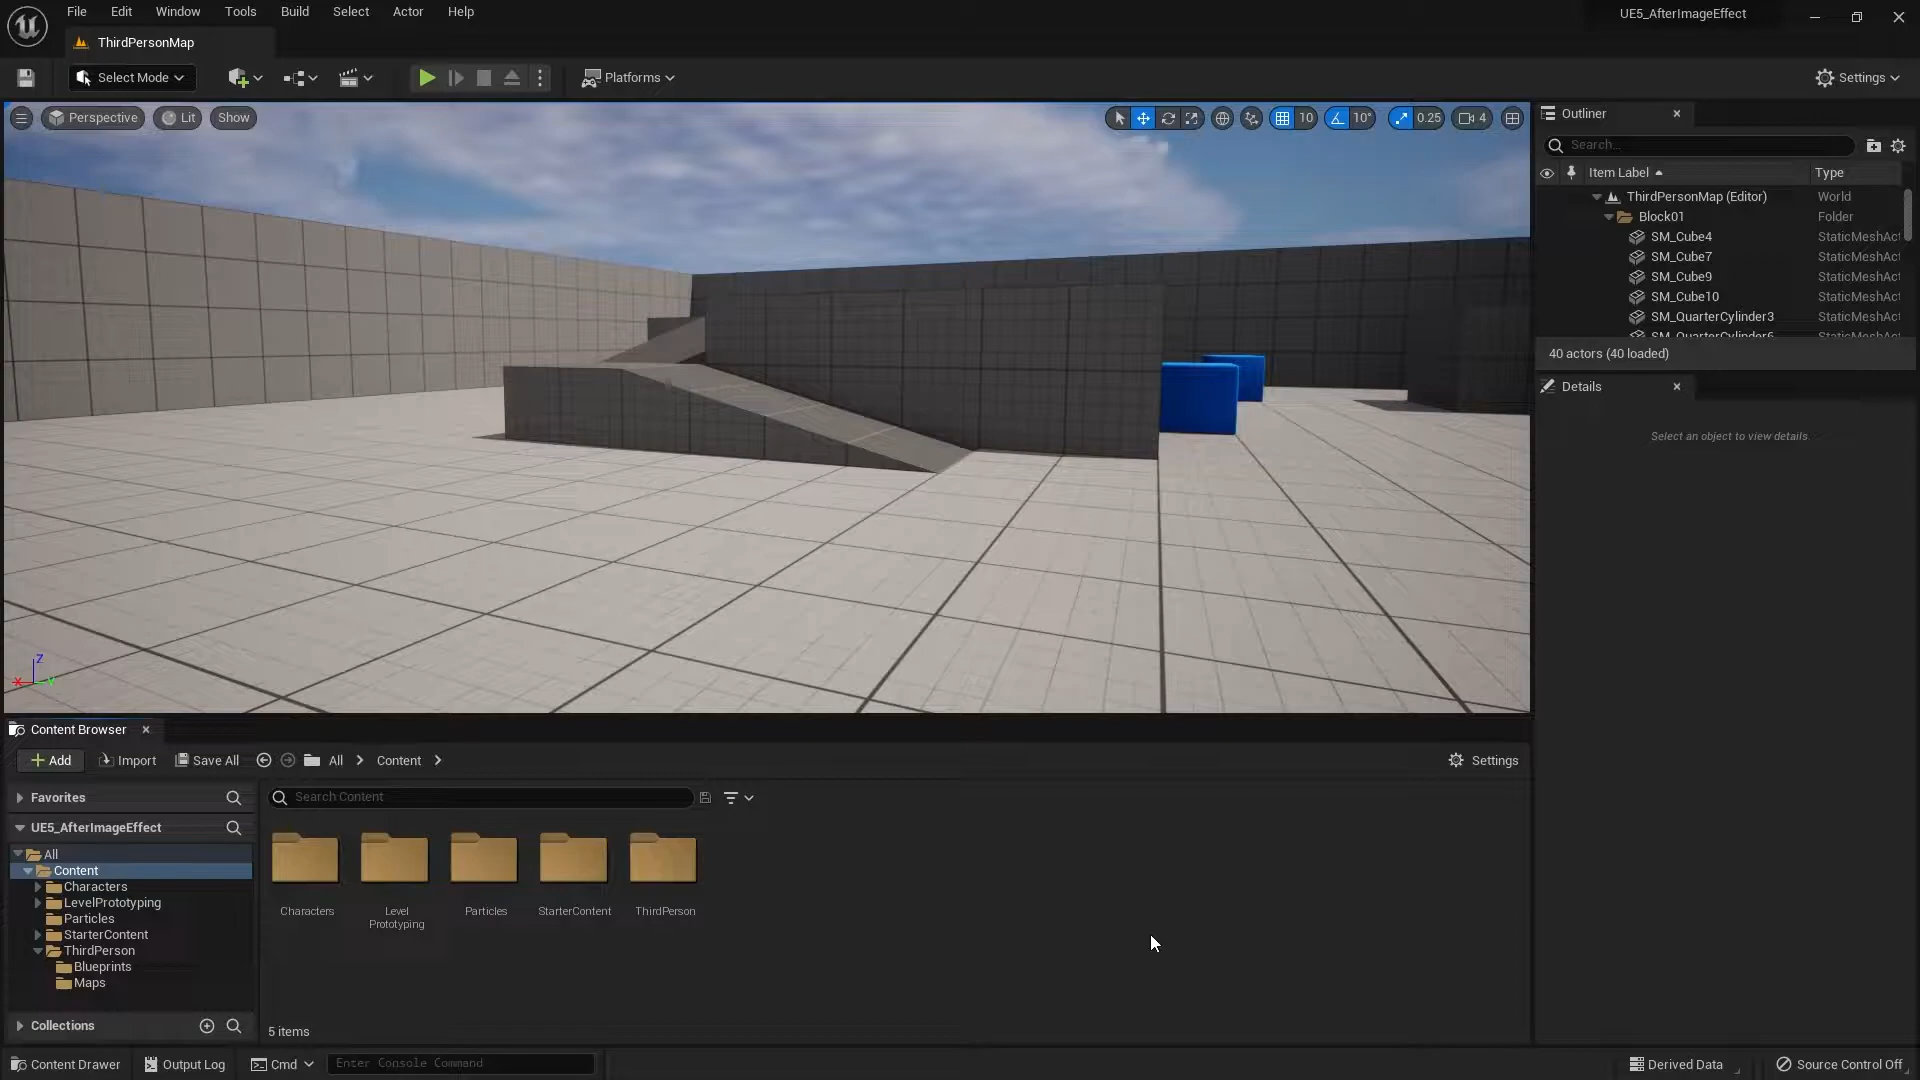 File Edit Window Tools Build Select Actor Help
UE5_AfterImageEffect
ThirdPersonMap
Select Mode
Platforms
Settings
Perspective Lit Show
10 10° 0.25 4
Outliner
Search...
Item Label Type
ThirdPersonMap (Editor) World
Block01 Folder
SM_Cube4 StaticMeshAct
SM_Cube7 StaticMeshAct
SM_Cube9 StaticMeshAct
SM_Cube10 StaticMeshAct
SM_QuarterCylinder3 StaticMeshAct
SM_QuarterCylinder6
40 actors (40 loaded)
Details
Select an object to view details.
Z
X Y
Content Browser
Add Import Save All All Content Settings
Favorites
Search Content
UE5_AfterImageEffect
All
Content
Characters
LevelPrototyping
Particles
StarterContent
ThirdPerson
Blueprints
Maps
Characters
Level
Prototyping
Particles
StarterContent
ThirdPerson
Collections
5 items
Content Drawer Output Log Cmd Enter Console Command Derived Data Source Control Off